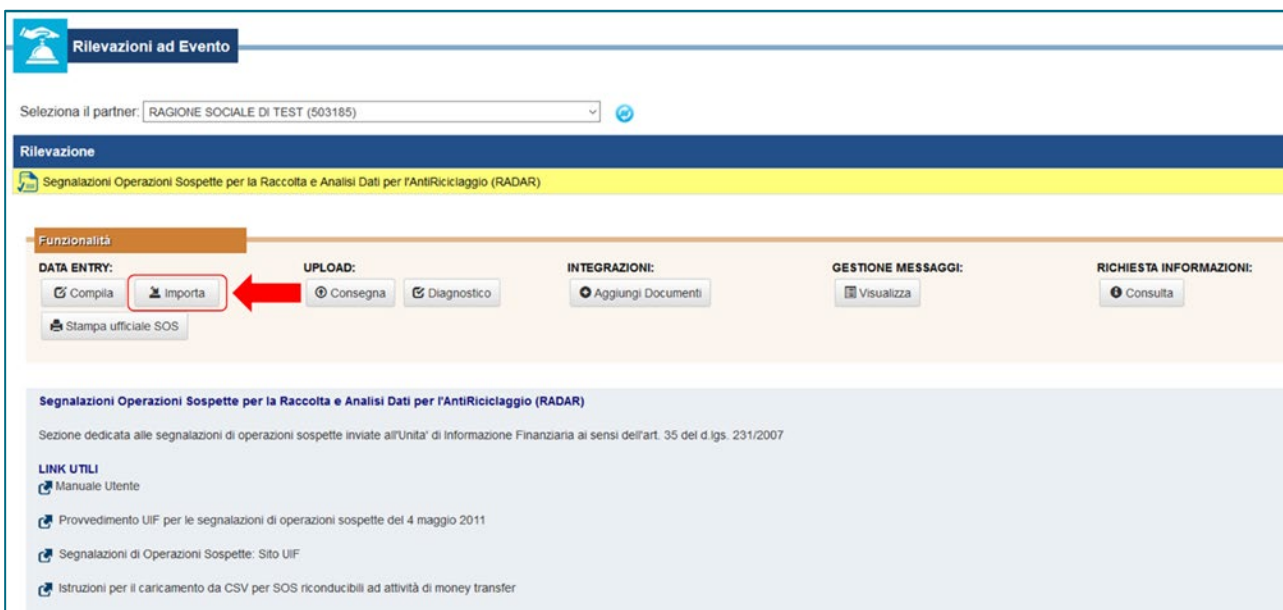 Rilevazioni ad Evento
Seleziona il partner: RAGIONE SOCIALE DI TEST (503185)
Rilevazione
Segnalazioni Operazioni Sospette per la Raccolta e Analisi Dati per l'AntiRiciclaggio (RADAR)
Funzionalità
DATA ENTRY: UPLOAD: INTEGRAZIONI: GESTIONE MESSAGGI: RICHIESTA INFORMAZIONI:
Compila Importa Consegna Diagnostico Aggiungi Documenti Visualizza Consulta
Stampa ufficiale SOS
Segnalazioni Operazioni Sospette per la Raccolta e Analisi Dati per l'AntiRiciclaggio (RADAR)
Sezione dedicata alle segnalazioni di operazioni sospette inviate all'Unita' di Informazione Finanziaria ai sensi dell'art. 35 del d.lgs. 231/2007
LINK UTILI
Manuale Utente
Provvedimento UIF per le segnalazioni di operazioni sospette del 4 maggio 2011
Segnalazioni di Operazioni Sospette: Sito UIF
Istruzioni per il caricamento da CSV per SOS riconducibili ad attività di money transfer